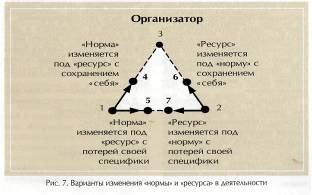 Организатор
3
«Норма»
изменяется
под «ресурс» с
сохранением
«себя»
«Ресурс»
изменяется
под «норму» с
сохранением
«себя»
4
6
1
5
7
2
«Норма»
изменяется под
«ресурс» с
потерей своей
специфики
«Ресурс»
изменяется под
«норму» с
потерей своей
специфики
Рис. 7. Варианты изменения «нормы» и «ресурса» в деятельности